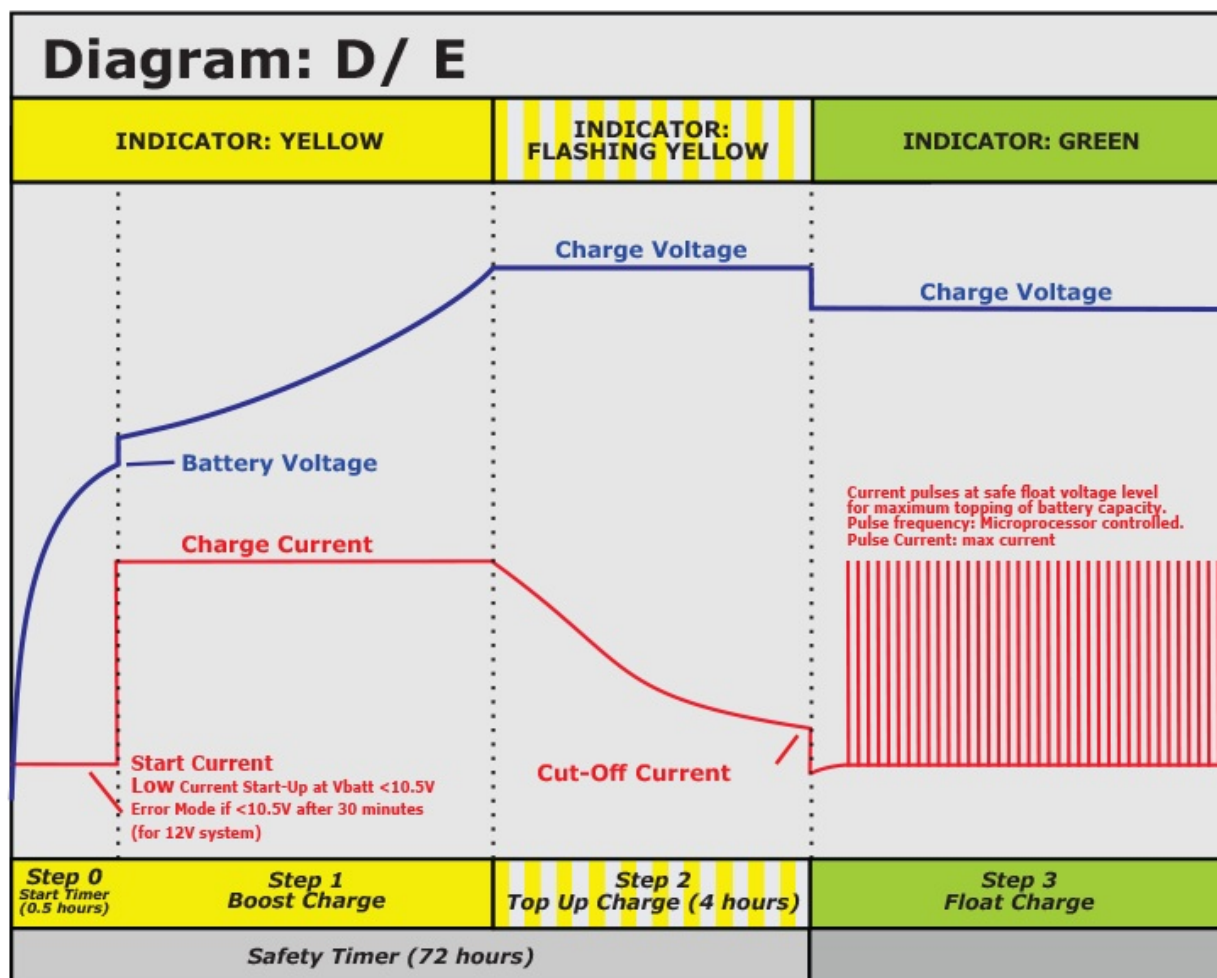 Diagram: D/ E
INDICATOR: YELLOW
INDICATOR:
FLASHING YELLOW
INDICATOR: GREEN
Charge Voltage
Charge Voltage
Battery Voltage
Current pulses at safe float voltage level
for maximum topping of battery capacity.
Pulse frequency: Microprocessor controlled.
Pulse Current: max current
Charge Current
Start Current
Low Current Start-Up at Vbatt <10.5V
Error Mode if <10.5V after 30 minutes
(for 12V system)
Cut-Off Current
Step 0
Start Timer
(0.5 hours)
Step 1
Boost Charge
Step 2
Top Up Charge (4 hours)
Step 3
Float Charge
Safety Timer (72 hours)